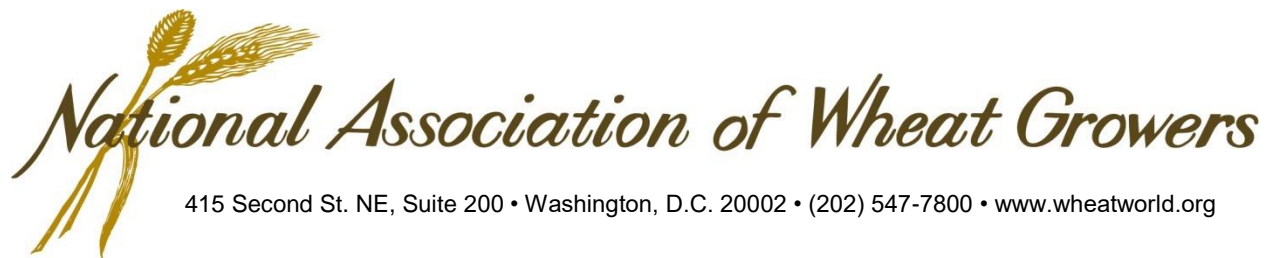 National Association of Wheat Growers
415 Second St. NE, Suite 200 • Washington, D.C. 20002 • (202) 547-7800 • www.wheatworld.org